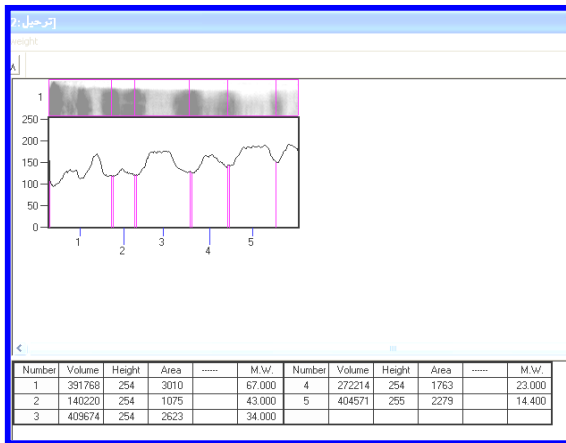 [ترحيل:2
weight
1
250
200
150
100
50
0
1 2 3 4 5
Number Volume Height Area ------ M.W. Number Volume Height Area ------ M.W.
1 391768 254 3010 67.000 4 272214 254 1763 23.000
2 140220 254 1075 43.000 5 404571 255 2279 14.400
3 409674 254 2623 34.000